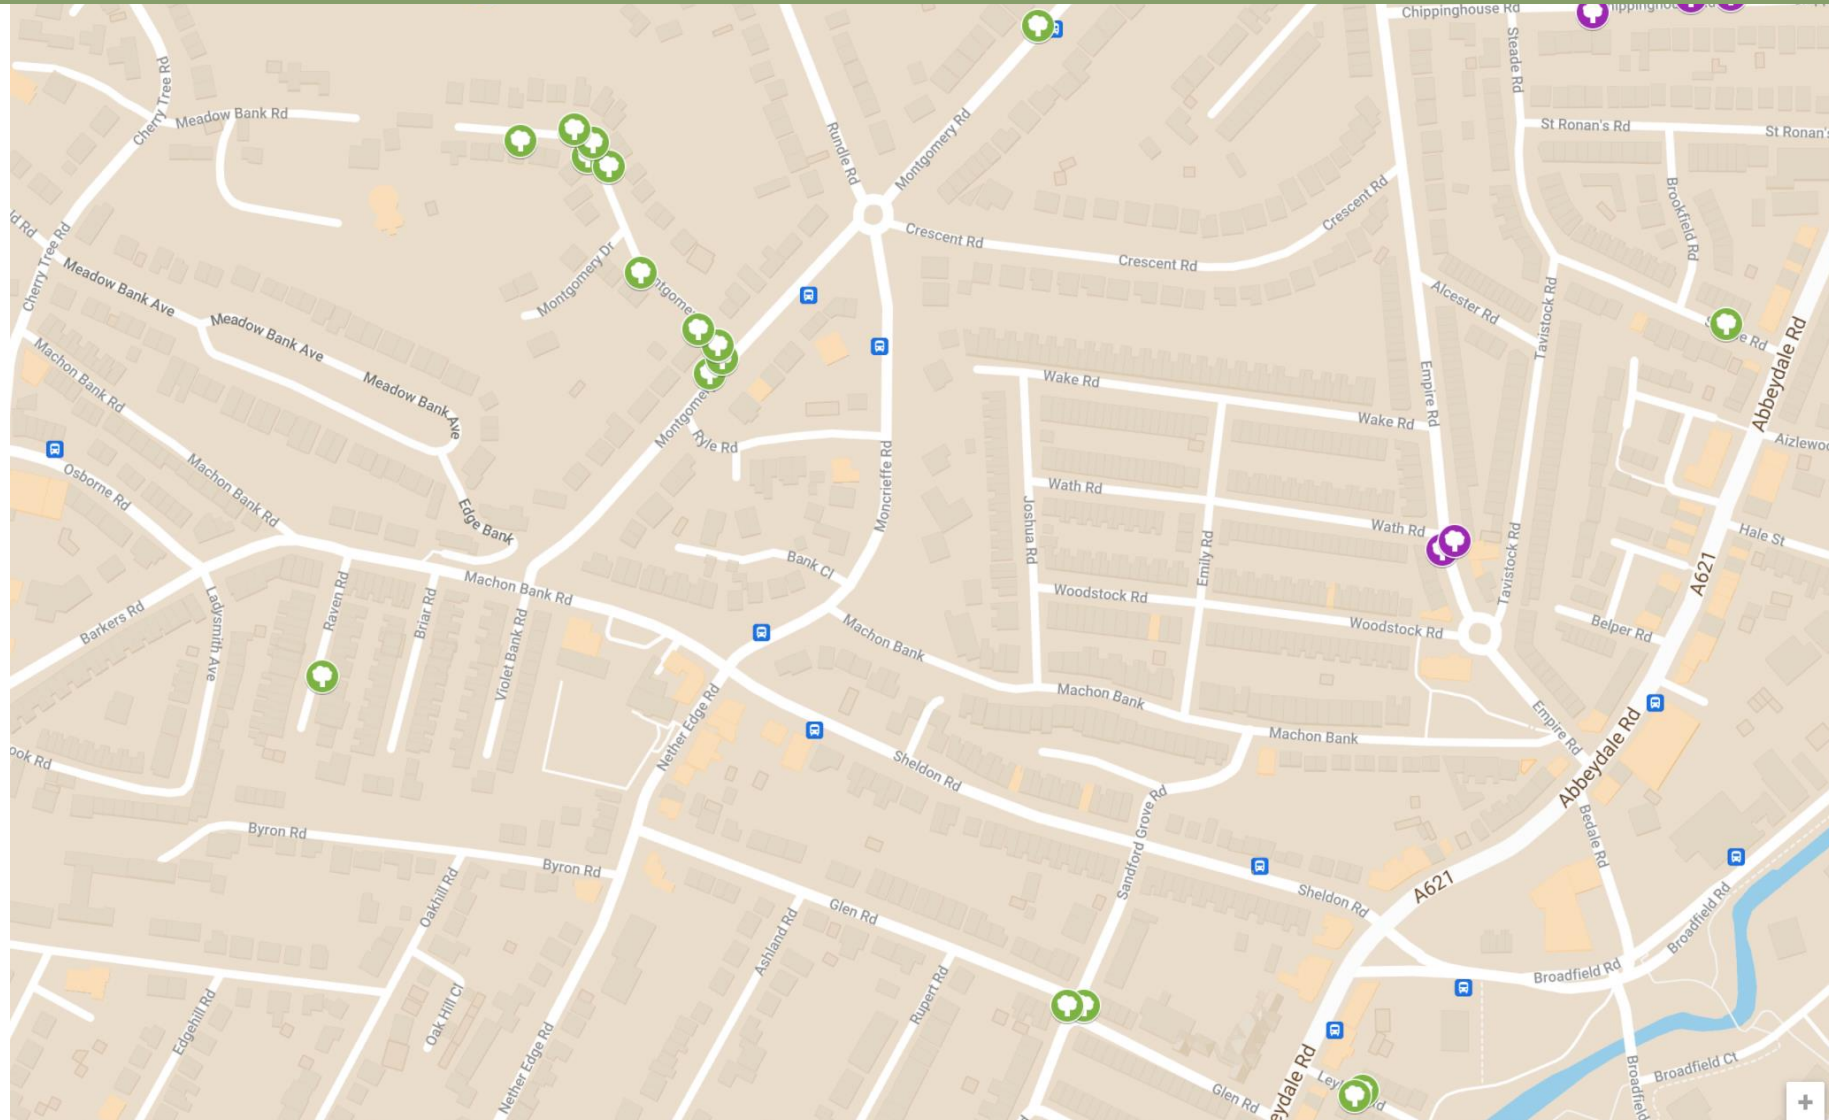 Chippinghouse Rd
Steade Rd
St Ronan's Rd
St Ronan's
Cherry Tree Rd
Cherry Tree Rd
Meadow Bank Rd
Rundle Rd
Montgomery Rd
Crescent Rd
Crescent Rd
Crescent Rd
Brookfield Rd
Montgomery Dr
Meadow Bank Ave
Meadow Bank Ave
Meadow Bank Ave
Machon Bank Rd
Machon Bank Rd
Machon Bank Rd
Alcester Rd
Tavistock Rd
Tavistock Rd
Empire Rd
Empire Rd
Abbeydale Rd
Abbeydale Rd
Wake Rd
Wake Rd
Ryle Rd
Moncrieffe Rd
Osborne Rd
Edge Bank
Wath Rd
Wath Rd
Joshua Rd
Emily Rd
Hale St
A621
Bank Cl
Woodstock Rd
Woodstock Rd
Belper Rd
Barkers Rd
Ladysmith Ave
Raven Rd
Briar Rd
Violet Bank Rd
Machon Bank
Machon Bank
Machon Bank
Nether Edge Rd
Sheldon Rd
Sheldon Rd
Sandford Grove Rd
Bedale Rd
A621
Byron Rd
Byron Rd
Oakhill Rd
Glen Rd
Glen Rd
Ashland Rd
Rupert Rd
Broadfield Rd
Broadfield Rd
Edgehill Rd
Oak Hill Cl
Nether Edge Rd
eydale Rd
Broadfield Ct
Broadfield
+